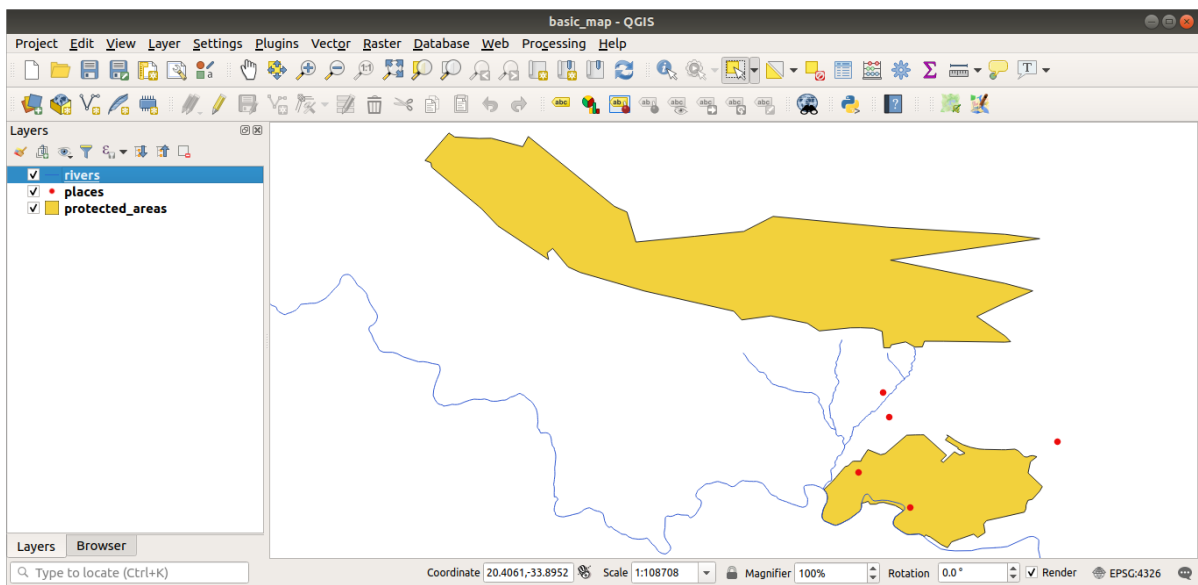 basic_map - QGIS
Project Edit View Layer Settings Plugins Vector Raster Database Web Processing Help
Layers
rivers
places
protected_areas
Layers Browser
Type to locate (Ctrl+K) Coordinate 20.4061,-33.8952 Scale 1:108708 Magnifier 100% Rotation 0.0 ° Render EPSG:4326